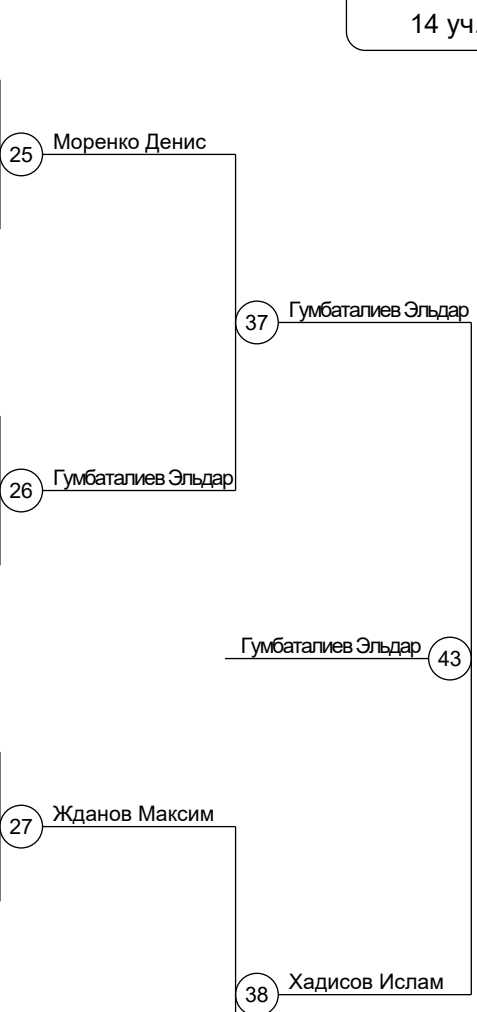 14 уч.
25 Моренко Денис
37 Гумбаталиев Эльдар
26 Гумбаталиев Эльдар
Гумбаталиев Эльдар 43
27 Жданов Максим
38 Хадисов Ислам